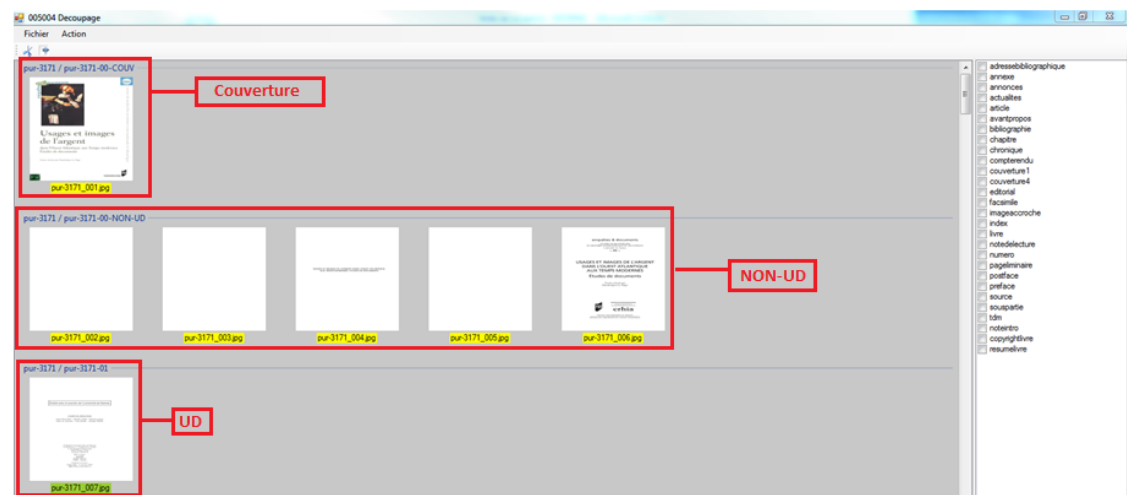 005004 Decoupage
Fichier Action
pur-3171 / pur-3171-00-COUV
Usages et images
de l'argent
pur-3171_001.jpg
Couverture
pur-3171 / pur-3171-00-NON-UD
enquêtes & documents
USAGES ET IMAGES DE L'ARGENT
DANS L'OUEST ATLANTIQUE
AUX TEMPS MODERNES
Études de documents
crhia
pur-3171_002.jpg pur-3171_003.jpg pur-3171_004.jpg pur-3171_005.jpg pur-3171_006.jpg
NON-UD
pur-3171 / pur-3171-01
pur-3171_007.jpg
UD
adressebibliographique
annexe
annonces
actualites
article
avantpropos
bibliographie
chapitre
chronique
compterendu
couverture1
couverture4
editorial
facsimile
imageaccroche
index
livre
notedelecture
numero
pageliminaire
postface
preface
source
souspartie
tdm
noteintro
copyrightlivre
resumelivre